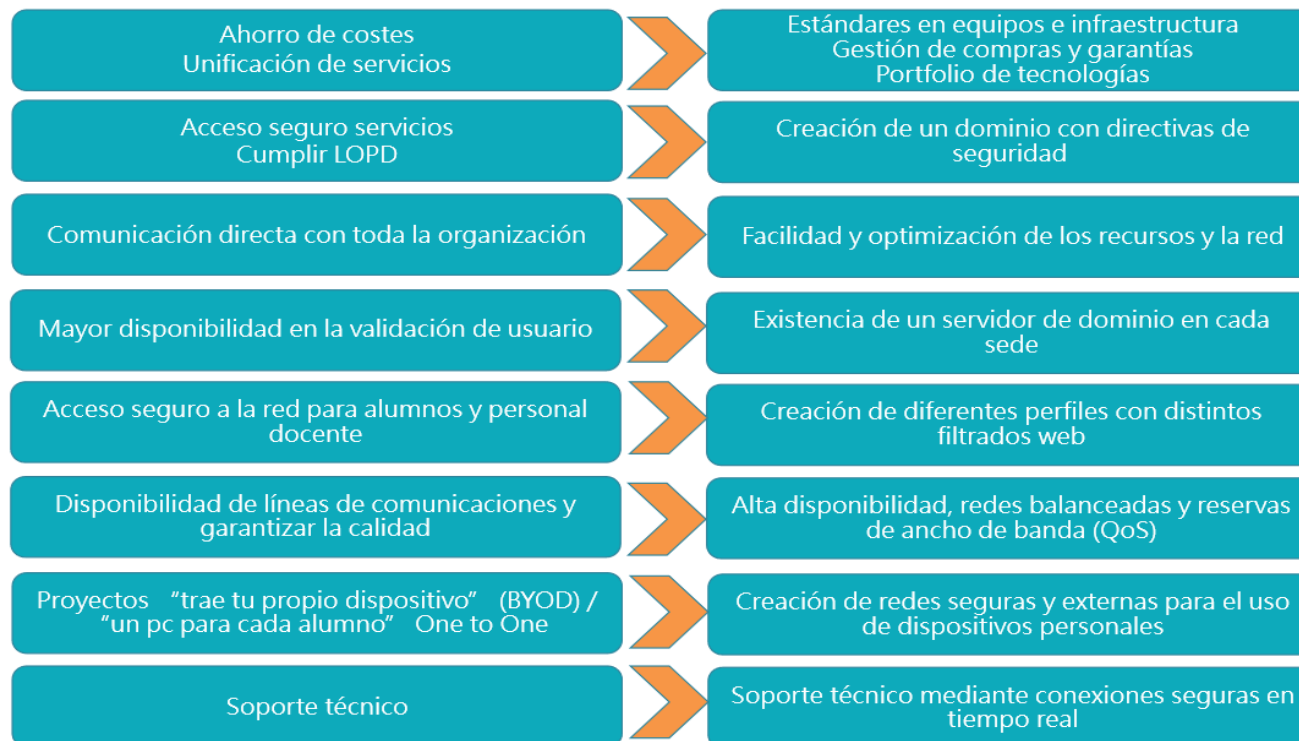 Ahorro de costes
Unificación de servicios
Estándares en equipos e infraestructura
Gestión de compras y garantías
Portfolio de tecnologías
Acceso seguro servicios
Cumplir LOPD
Creación de un dominio con directivas de
seguridad
Comunicación directa con toda la organización
Facilidad y optimización de los recursos y la red
Mayor disponibilidad en la validación de usuario
Existencia de un servidor de dominio en cada
sede
Acceso seguro a la red para alumnos y personal
docente
Creación de diferentes perfiles con distintos
filtrados web
Disponibilidad de líneas de comunicaciones y
garantizar la calidad
Alta disponibilidad, redes balanceadas y reservas
de ancho de banda (QoS)
Proyectos “trae tu propio dispositivo” (BYOD) /
“un pc para cada alumno” One to One
Creación de redes seguras y externas para el uso
de dispositivos personales
Soporte técnico
Soporte técnico mediante conexiones seguras en
tiempo real